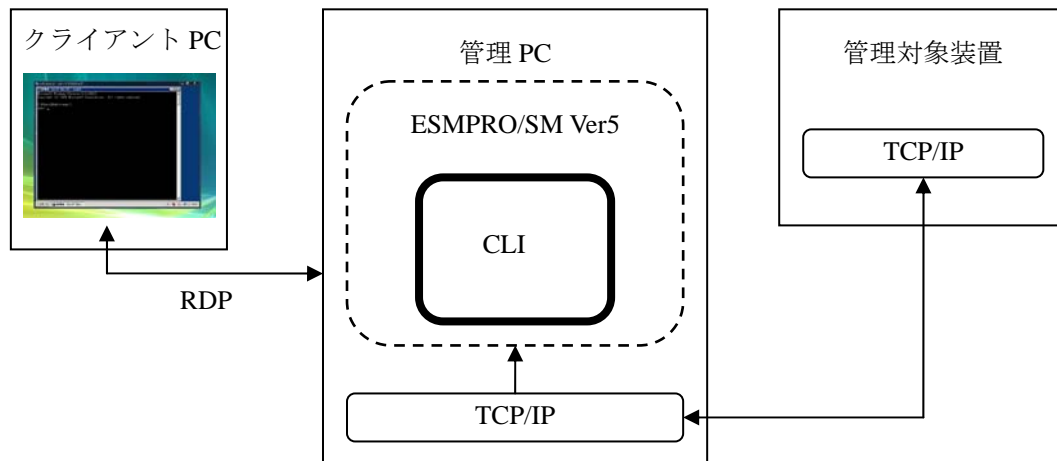 クライアント PC
RDP
管理 PC
ESMPRO/SM Ver5
CLI
TCP/IP
管理対象装置
TCP/IP